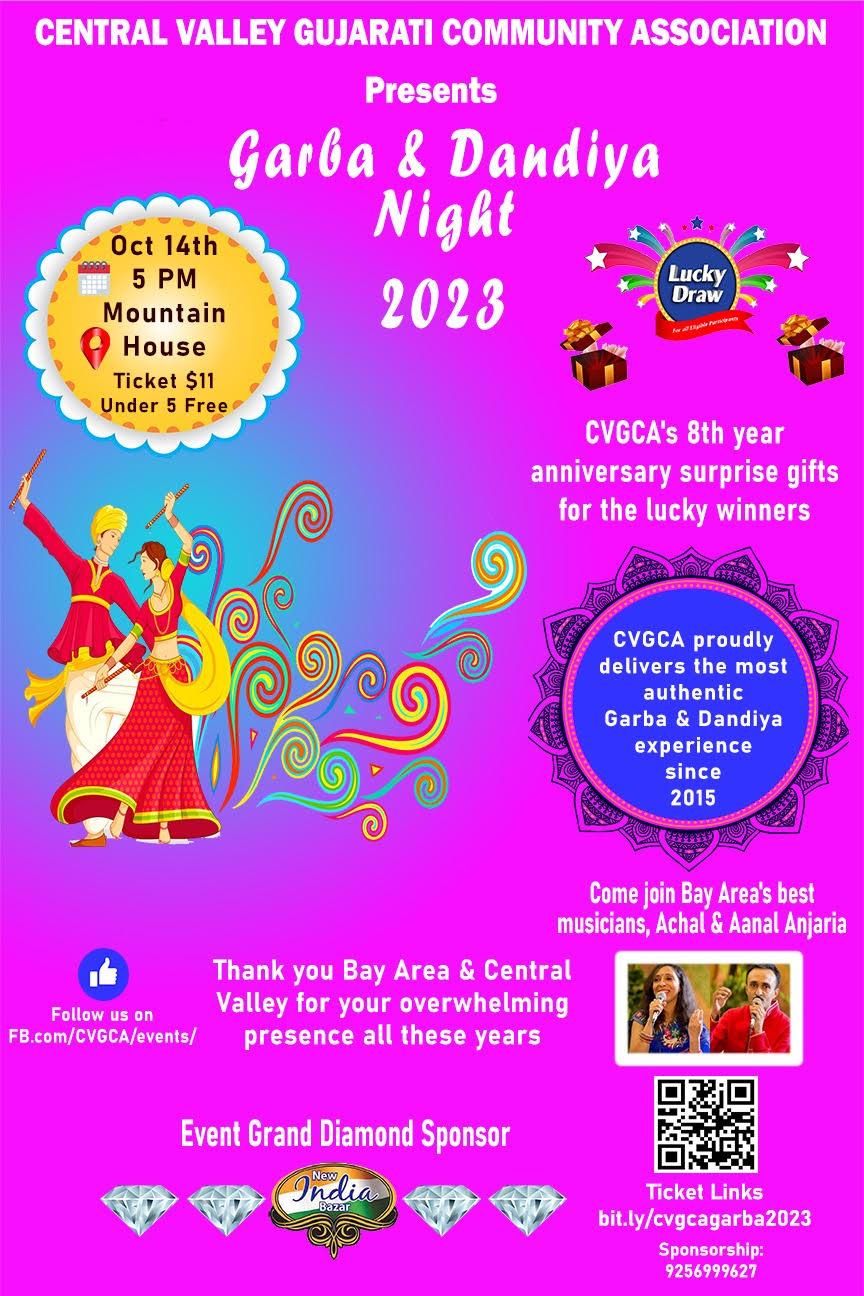 CENTRAL VALLEY GUJARATI COMMUNITY ASSOCIATION
Presents
Garba & Dandiya
Night
2023
Oct 14th
5 PM
Mountain
House
Ticket $11
Under 5 Free
Lucky
Draw
For all Eligible Participants
CVGCA's 8th year
anniversary surprise gifts
for the lucky winners
CVGCA proudly
delivers the most
authentic
Garba & Dandiya
experience
since
2015
Come join Bay Area's best
musicians, Achal & Aanal Anjaria
Follow us on
FB.com/CVGCA/events/
Thank you Bay Area & Central
Valley for your overwhelming
presence all these years
Event Grand Diamond Sponsor
New
India
Bazar
Ticket Links
bit.ly/cvgcagarba2023
Sponsorship:
9256999627